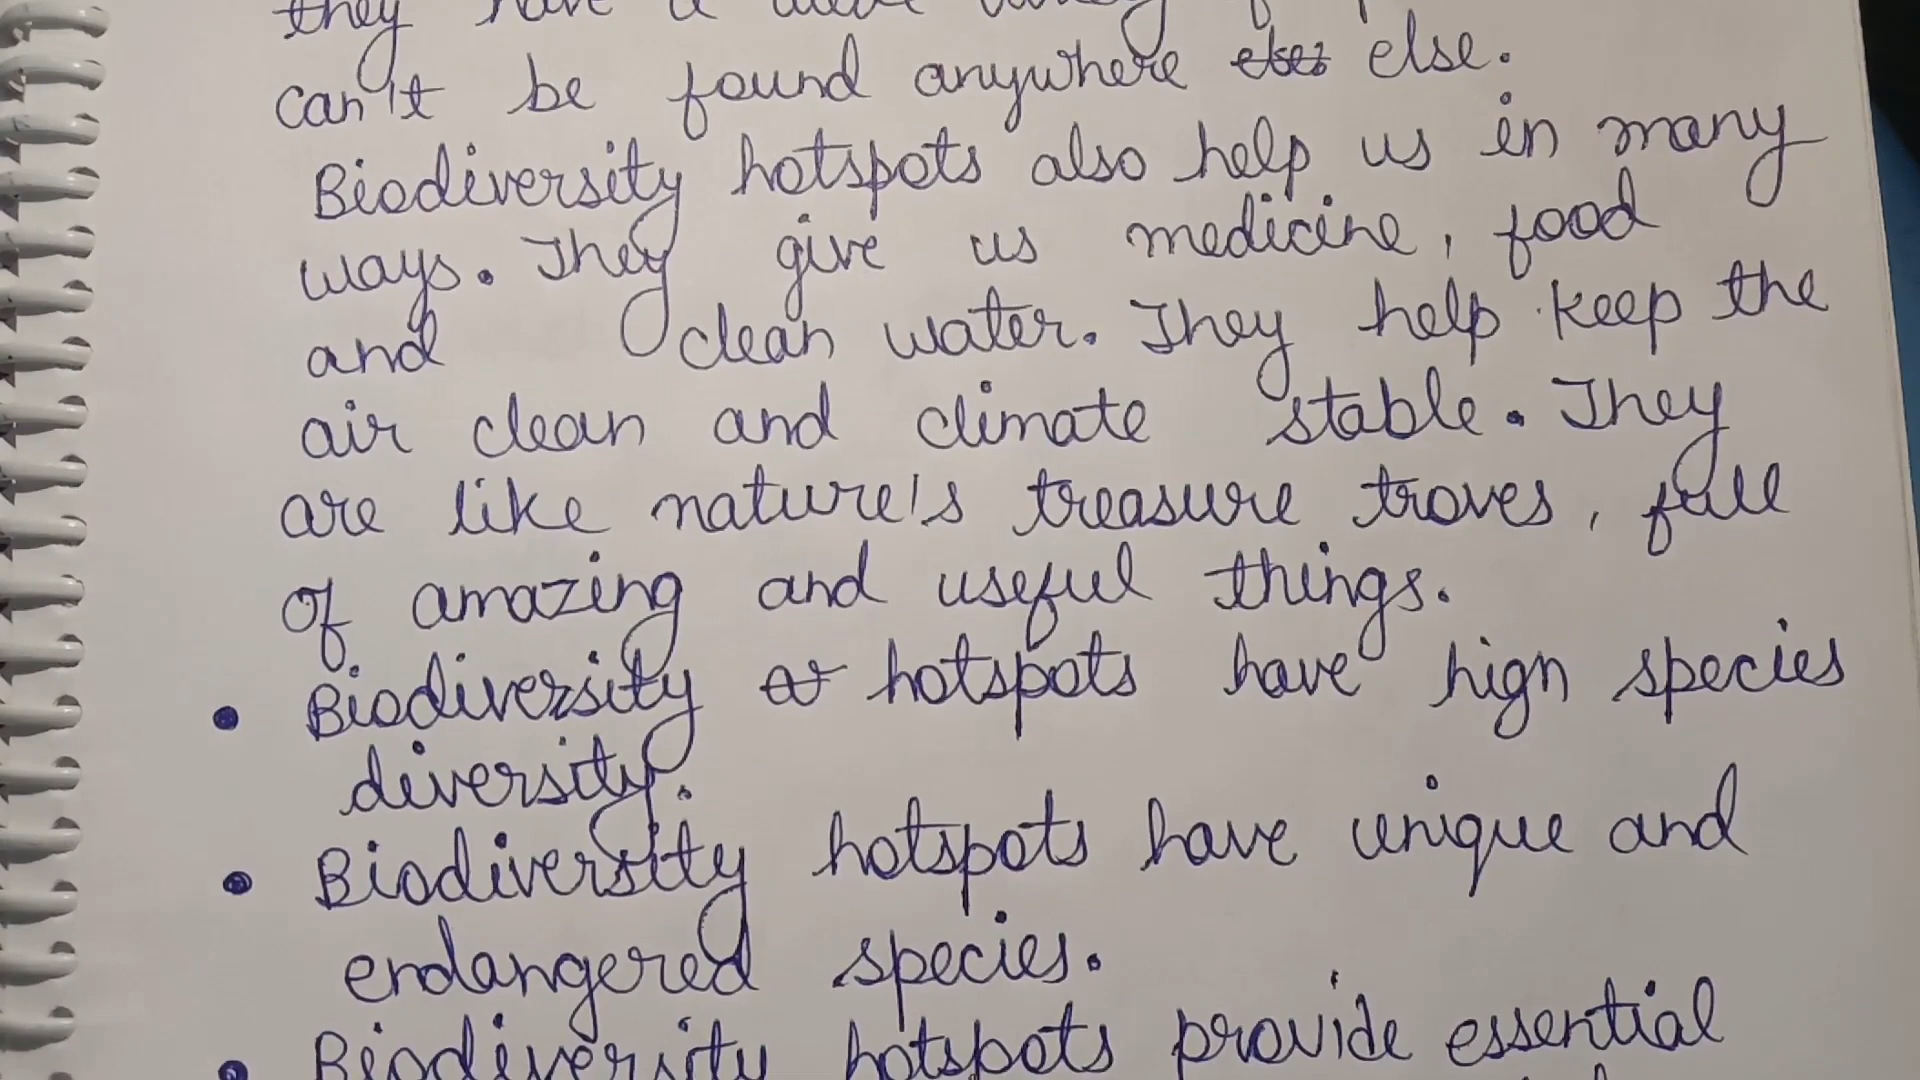 they have a
can't be found anywhere else.
Biodiversity hotspots also help us in many
ways. They give us medicine, food
and clean water. They help keep the
air clean and climate stable. They
are like nature's treasure troves, full
of amazing and useful things.
• Biodiversity hotspots have high species
diversity.
• Biodiversity hotspots have unique and
endangered species.
• Biodiversity hotspots provide essential